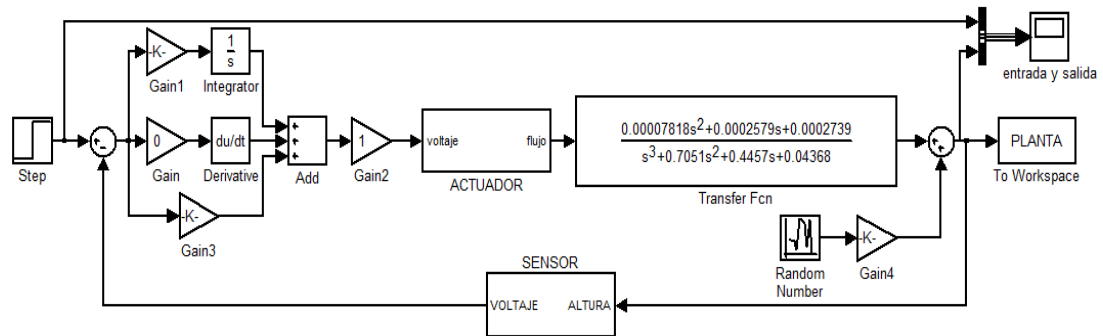 -K-
Gain1
1
s
Integrator
entrada y salida
Step
0
Gain
du/dt
Derivative
Add
1
Gain2
voltaje flujo
ACTUADOR
0.00007818s²+0.0002579s+0.0002739
s³+0.7051s²+0.4457s+0.04368
Transfer Fcn
PLANTA
To Workspace
-K-
Gain3
Random
Number
-K-
Gain4
SENSOR
VOLTAJE ALTURA